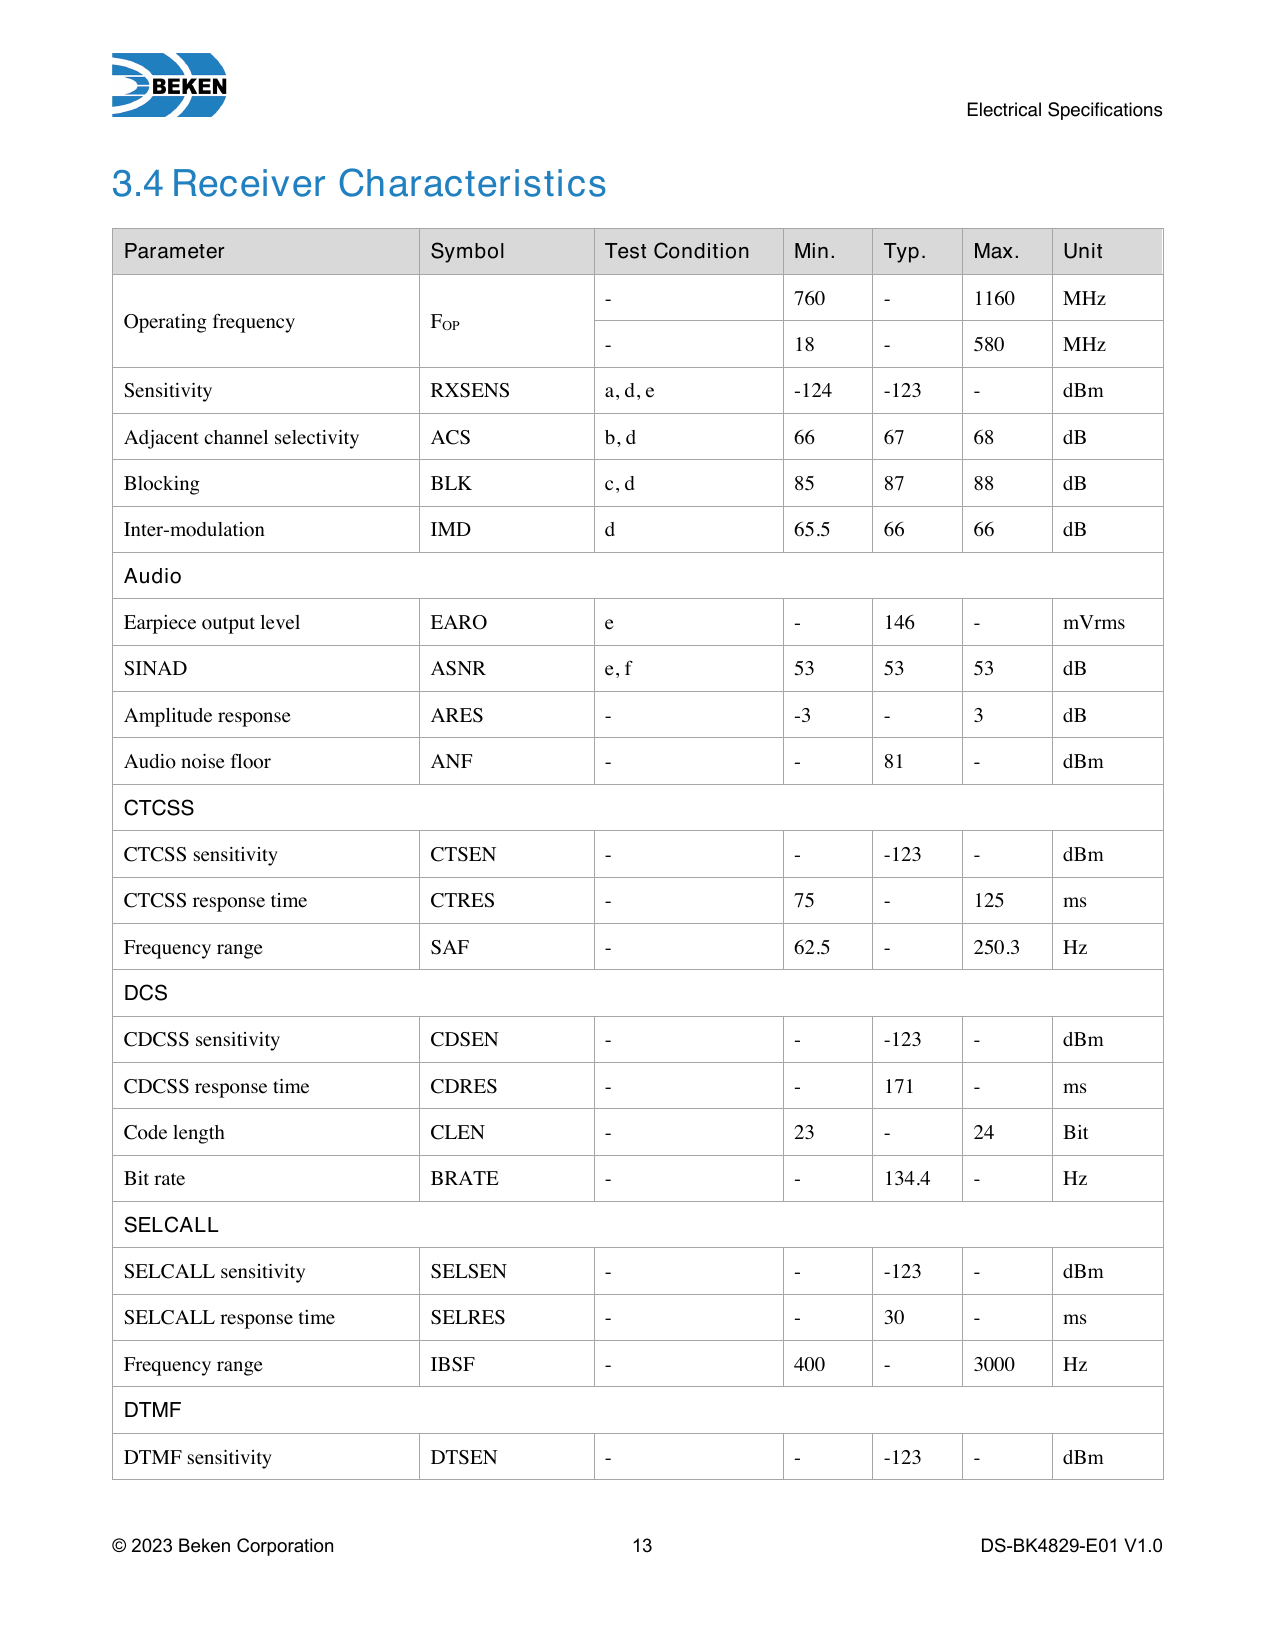 BEKEN
Electrical Specifications
3.4 Receiver Characteristics
Parameter Symbol Test Condition Min. Typ. Max. Unit
Operating frequency FOP - 760 - 1160 MHz
- 18 - 580 MHz
Sensitivity RXSENS a, d, e -124 -123 - dBm
Adjacent channel selectivity ACS b, d 66 67 68 dB
Blocking BLK c, d 85 87 88 dB
Inter-modulation IMD d 65.5 66 66 dB
Audio
Earpiece output level EARO e - 146 - mVrms
SINAD ASNR e, f 53 53 53 dB
Amplitude response ARES - -3 - 3 dB
Audio noise floor ANF - - 81 - dBm
CTCSS
CTCSS sensitivity CTSEN - - -123 - dBm
CTCSS response time CTRES - 75 - 125 ms
Frequency range SAF - 62.5 - 250.3 Hz
DCS
CDCSS sensitivity CDSEN - - -123 - dBm
CDCSS response time CDRES - - 171 - ms
Code length CLEN - 23 - 24 Bit
Bit rate BRATE - - 134.4 - Hz
SELCALL
SELCALL sensitivity SELSEN - - -123 - dBm
SELCALL response time SELRES - - 30 - ms
Frequency range IBSF - 400 - 3000 Hz
DTMF
DTMF sensitivity DTSEN - - -123 - dBm
© 2023 Beken Corporation 13 DS-BK4829-E01 V1.0